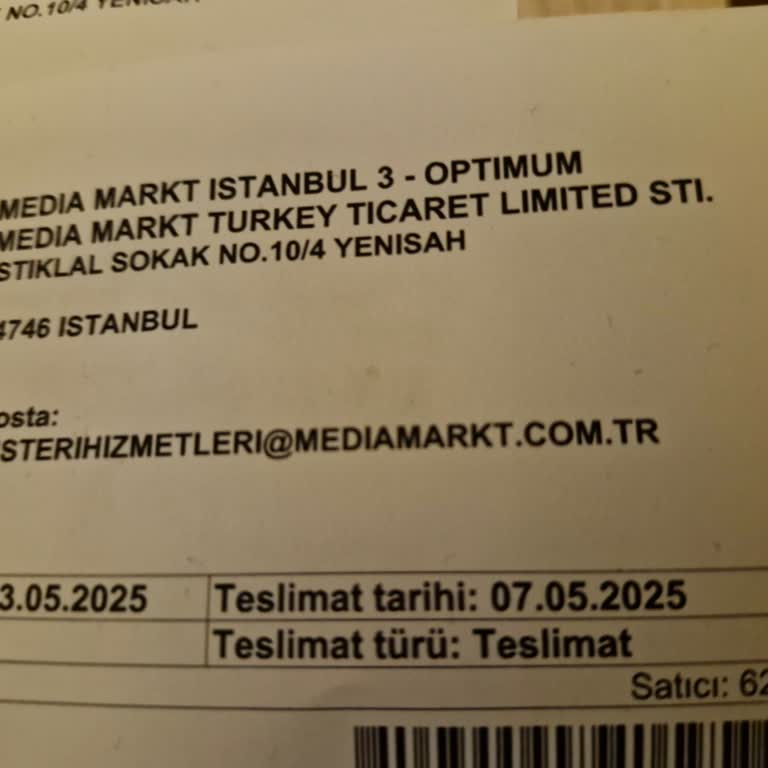 NO.10/4 YENISAH
MEDIA MARKT ISTANBUL 3 - OPTIMUM
MEDIA MARKT TURKEY TICARET LIMITED STI.
STIKLAL SOKAK NO.10/4 YENISAH
4746 ISTANBUL
osta:
STERIHIZMETLERI@MEDIAMARKT.COM.TR
3.05.2025 Teslimat tarihi: 07.05.2025
Teslimat türü: Teslimat
Satıcı: 62